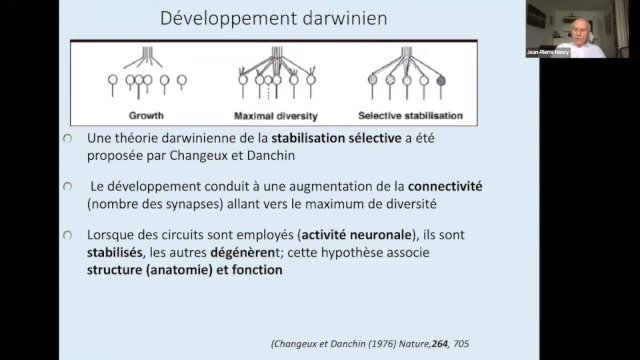 Développement darwinien
Jean-Pierre Henry
Growth
Maximal diversity
Selective stabilisation
Une théorie darwinienne de la stabilisation sélective a été
proposée par Changeux et Danchin
Le développement conduit à une augmentation de la connectivité
(nombre des synapses) allant vers le maximum de diversité
Lorsque des circuits sont employés (activité neuronale), ils sont
stabilisés, les autres dégénèrent; cette hypothèse associe
structure (anatomie) et fonction
(Changeux et Danchin (1976) Nature,264, 705